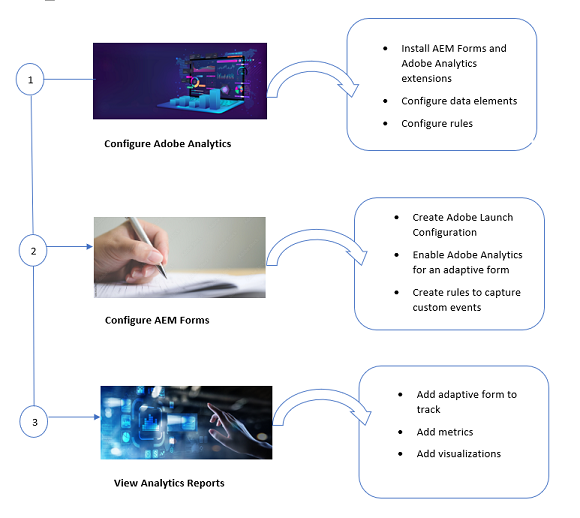 1
Configure Adobe Analytics
• Install AEM Forms and
Adobe Analytics
extensions
• Configure data elements
• Configure rules
2
Configure AEM Forms
• Create Adobe Launch
Configuration
• Enable Adobe Analytics
for an adaptive form
• Create rules to capture
custom events
3
View Analytics Reports
• Add adaptive form to
track
• Add metrics
• Add visualizations